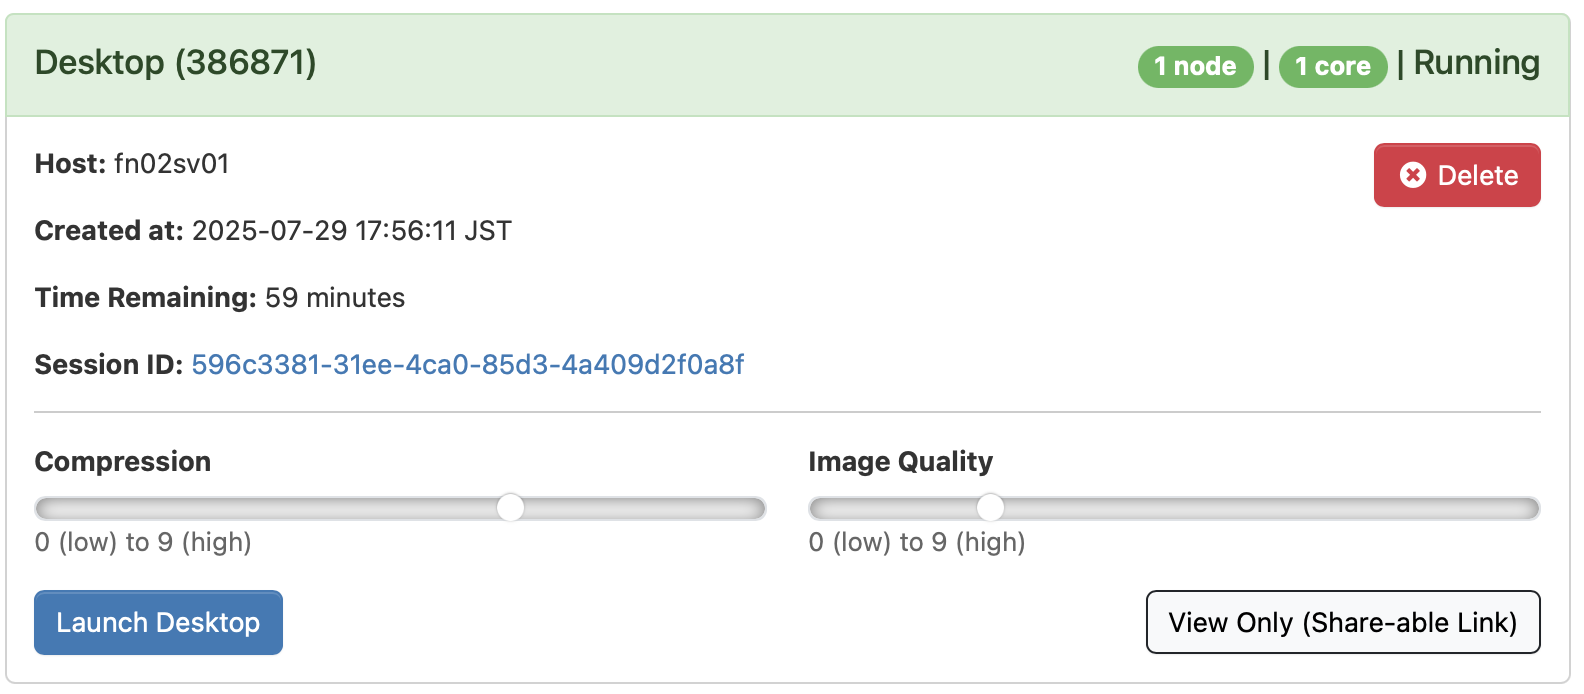 Desktop (386871)
1 node | 1 core | Running
Host: fn02sv01
Delete
Created at: 2025-07-29 17:56:11 JST
Time Remaining: 59 minutes
Session ID: 596c3381-31ee-4ca0-85d3-4a409d2f0a8f
Compression
0 (low) to 9 (high)
Image Quality
0 (low) to 9 (high)
Launch Desktop
View Only (Share-able Link)